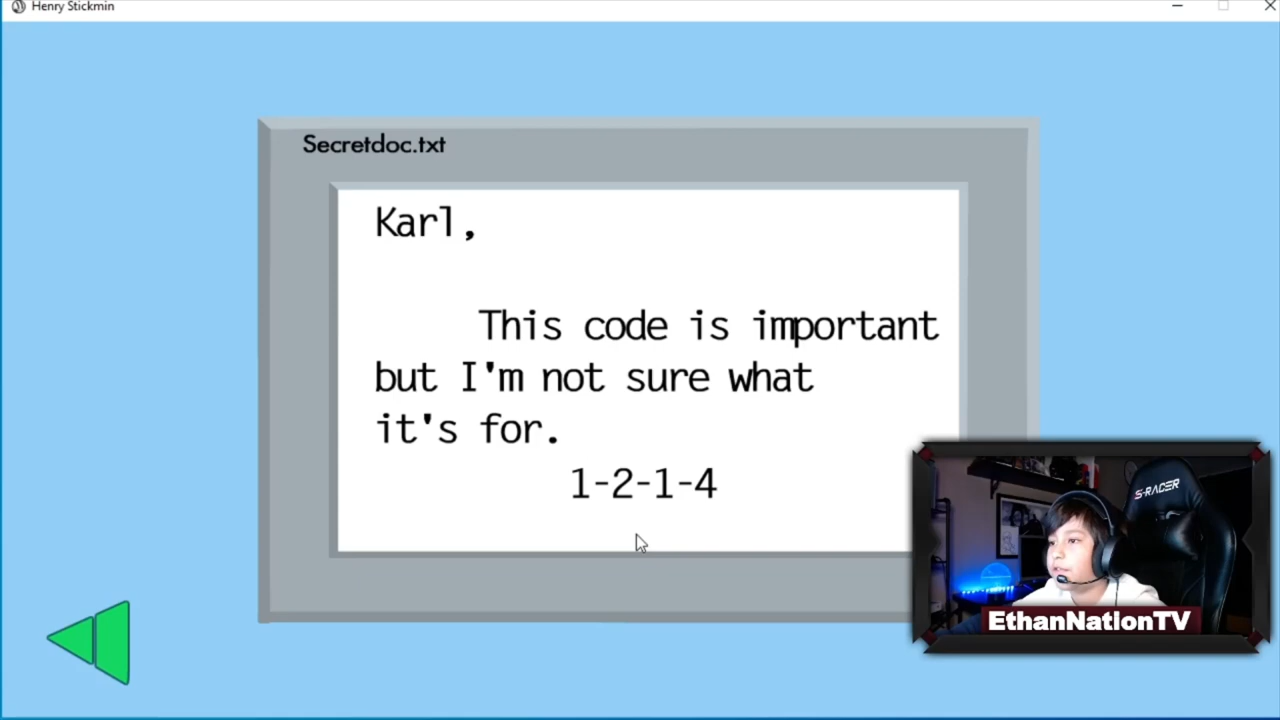 Henry Stickmin
Secretdoc.txt
Karl,
This code is important
but I'm not sure what
it's for.
1-2-1-4
S-RACER
EthanNationTV